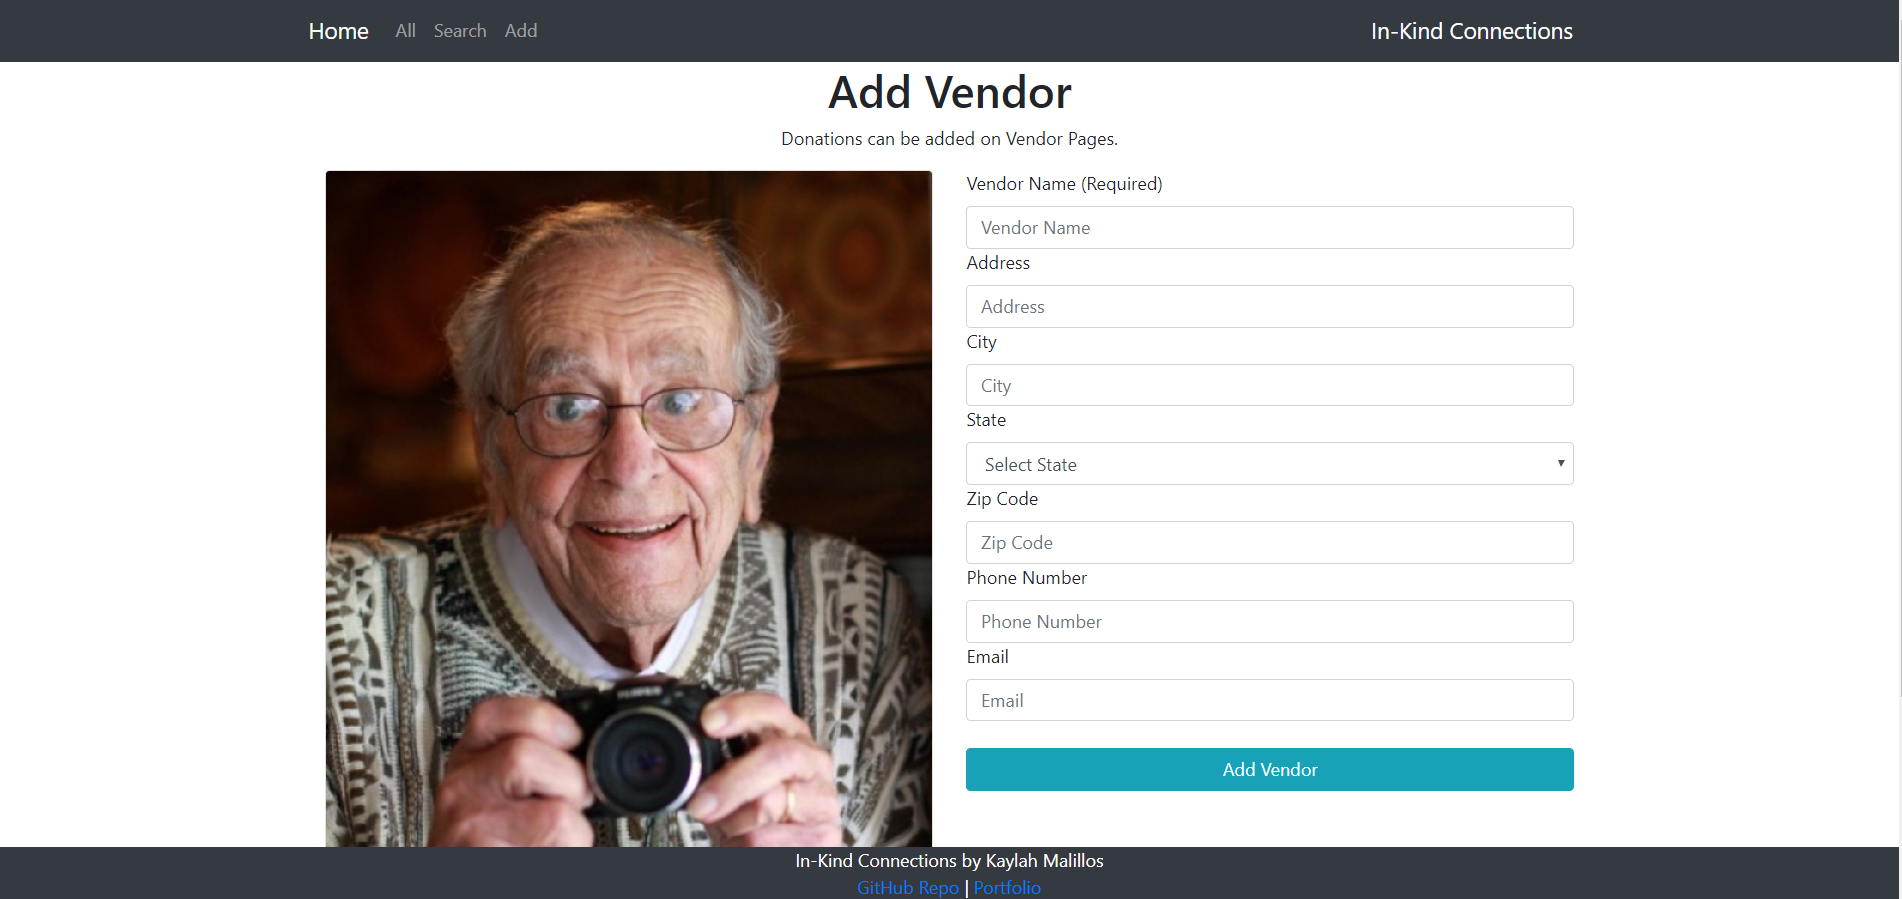 Home All Search Add In-Kind Connections
Add Vendor
Donations can be added on Vendor Pages.
Vendor Name (Required)
Vendor Name
Address
Address
City
City
State
Select State
Zip Code
Zip Code
Phone Number
Phone Number
Email
Email
Add Vendor
In-Kind Connections by Kaylah Malillos
GitHub Repo | Portfolio